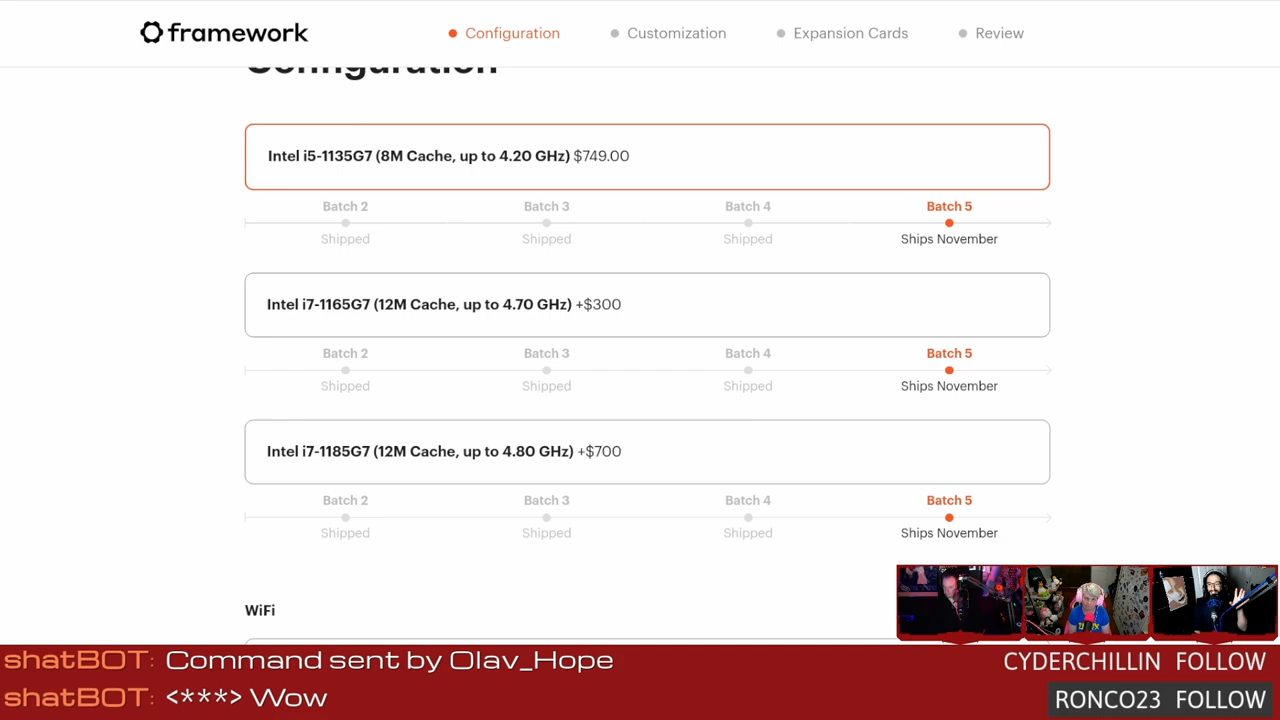 framework
Configuration
Customization
Expansion Cards
Review
Configuration
Intel i5-1135G7 (8M Cache, up to 4.20 GHz) $749.00
Batch 2 Batch 3 Batch 4 Batch 5
Shipped Shipped Shipped Ships November
Intel i7-1165G7 (12M Cache, up to 4.70 GHz) +$300
Batch 2 Batch 3 Batch 4 Batch 5
Shipped Shipped Shipped Ships November
Intel i7-1185G7 (12M Cache, up to 4.80 GHz) +$700
Batch 2 Batch 3 Batch 4 Batch 5
Shipped Shipped Shipped Ships November
WiFi
shatBOT: Command sent by Olav_Hope
CYDERCHILLIN FOLLOW
shatBOT: <***> Wow
RONCO23 FOLLOW